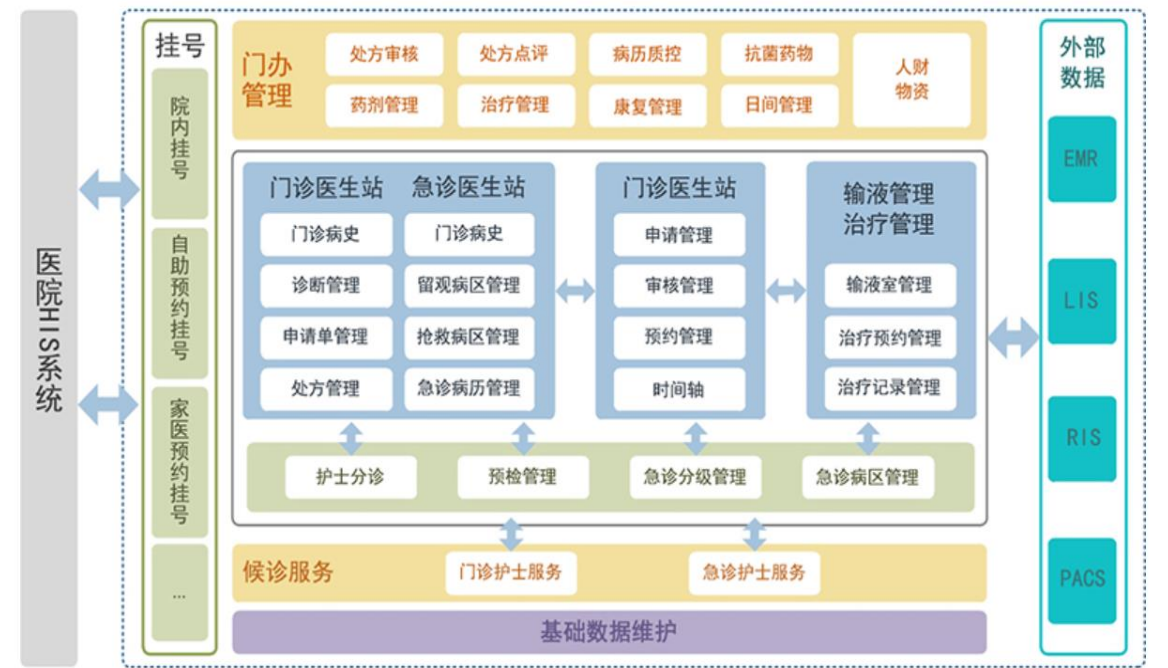 医院HIS系统
挂号
院内挂号
自助预约挂号
家医预约挂号
...
门办
管理
处方审核
处方点评
病历质控
抗菌药物
药剂管理
治疗管理
康复管理
日间管理
人财
物资
门诊医生站
急诊医生站
门诊病史
门诊病史
诊断管理
留观病区管理
申请单管理
抢救病区管理
处方管理
急诊病历管理
门诊医生站
申请管理
审核管理
预约管理
时间轴
输液管理
治疗管理
输液室管理
治疗预约管理
治疗记录管理
护士分诊
预检管理
急诊分级管理
急诊病区管理
候诊服务
门诊护士服务
急诊护士服务
基础数据维护
外部
数据
EMR
LIS
RIS
PACS